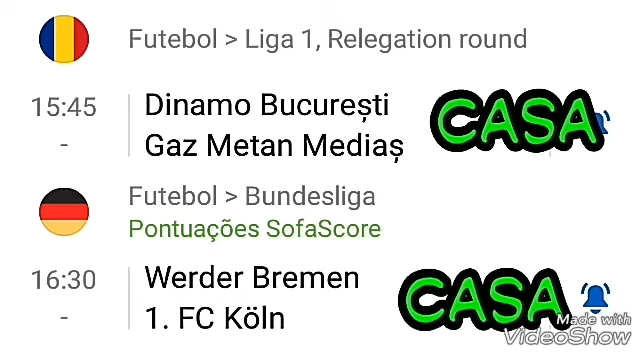 Futebol > Liga 1, Relegation round
15:45 Dinamo București CASA
- Gaz Metan Mediaș
Futebol > Bundesliga
Pontuações SofaScore
16:30 Werder Bremen CASA
- 1. FC Köln
Made with
VideoShow